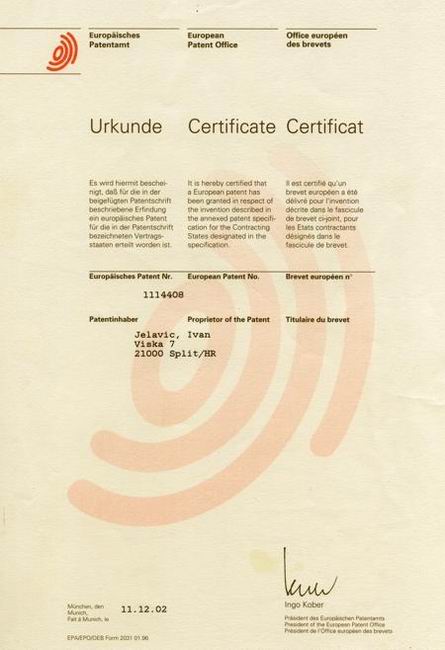 Europäisches
Patentamt
European
Patent Office
Office européen
des brevets
Urkunde
Certificate
Certificat
Es wird hiermit beschei-
nigt, daß für die in der
beigefügten Patentschrift
beschriebene Erfindung
ein europäisches Patent
für die in der Patentschrift
bezeichneten Vertrags-
staaten erteilt worden ist.
It is hereby certified that
a European patent has
been granted in respect of
the invention described in
the annexed patent specifi-
cation for the Contracting
States designated in the
specification.
Il est certifié qu'un
brevet européen a été
délivré pour l'invention
décrite dans le fascicule
de brevet ci-joint, pour
les Etats contractants
désignés dans le
fascicule de brevet.
Europäisches Patent Nr.
European Patent No.
Brevet européen n°
1114408
Patentinhaber
Proprietor of the Patent
Titulaire du brevet
Jelavic, Ivan
Viska 7
21000 Split/HR
München, den
Munich,
Fait à Munich, le
11.12.02
Ingo Kober
Präsident des Europäischen Patentamts
President of the European Patent Office
Président de l'Office européen des brevets
EPA/EPO/OEB Form 2031 01.96